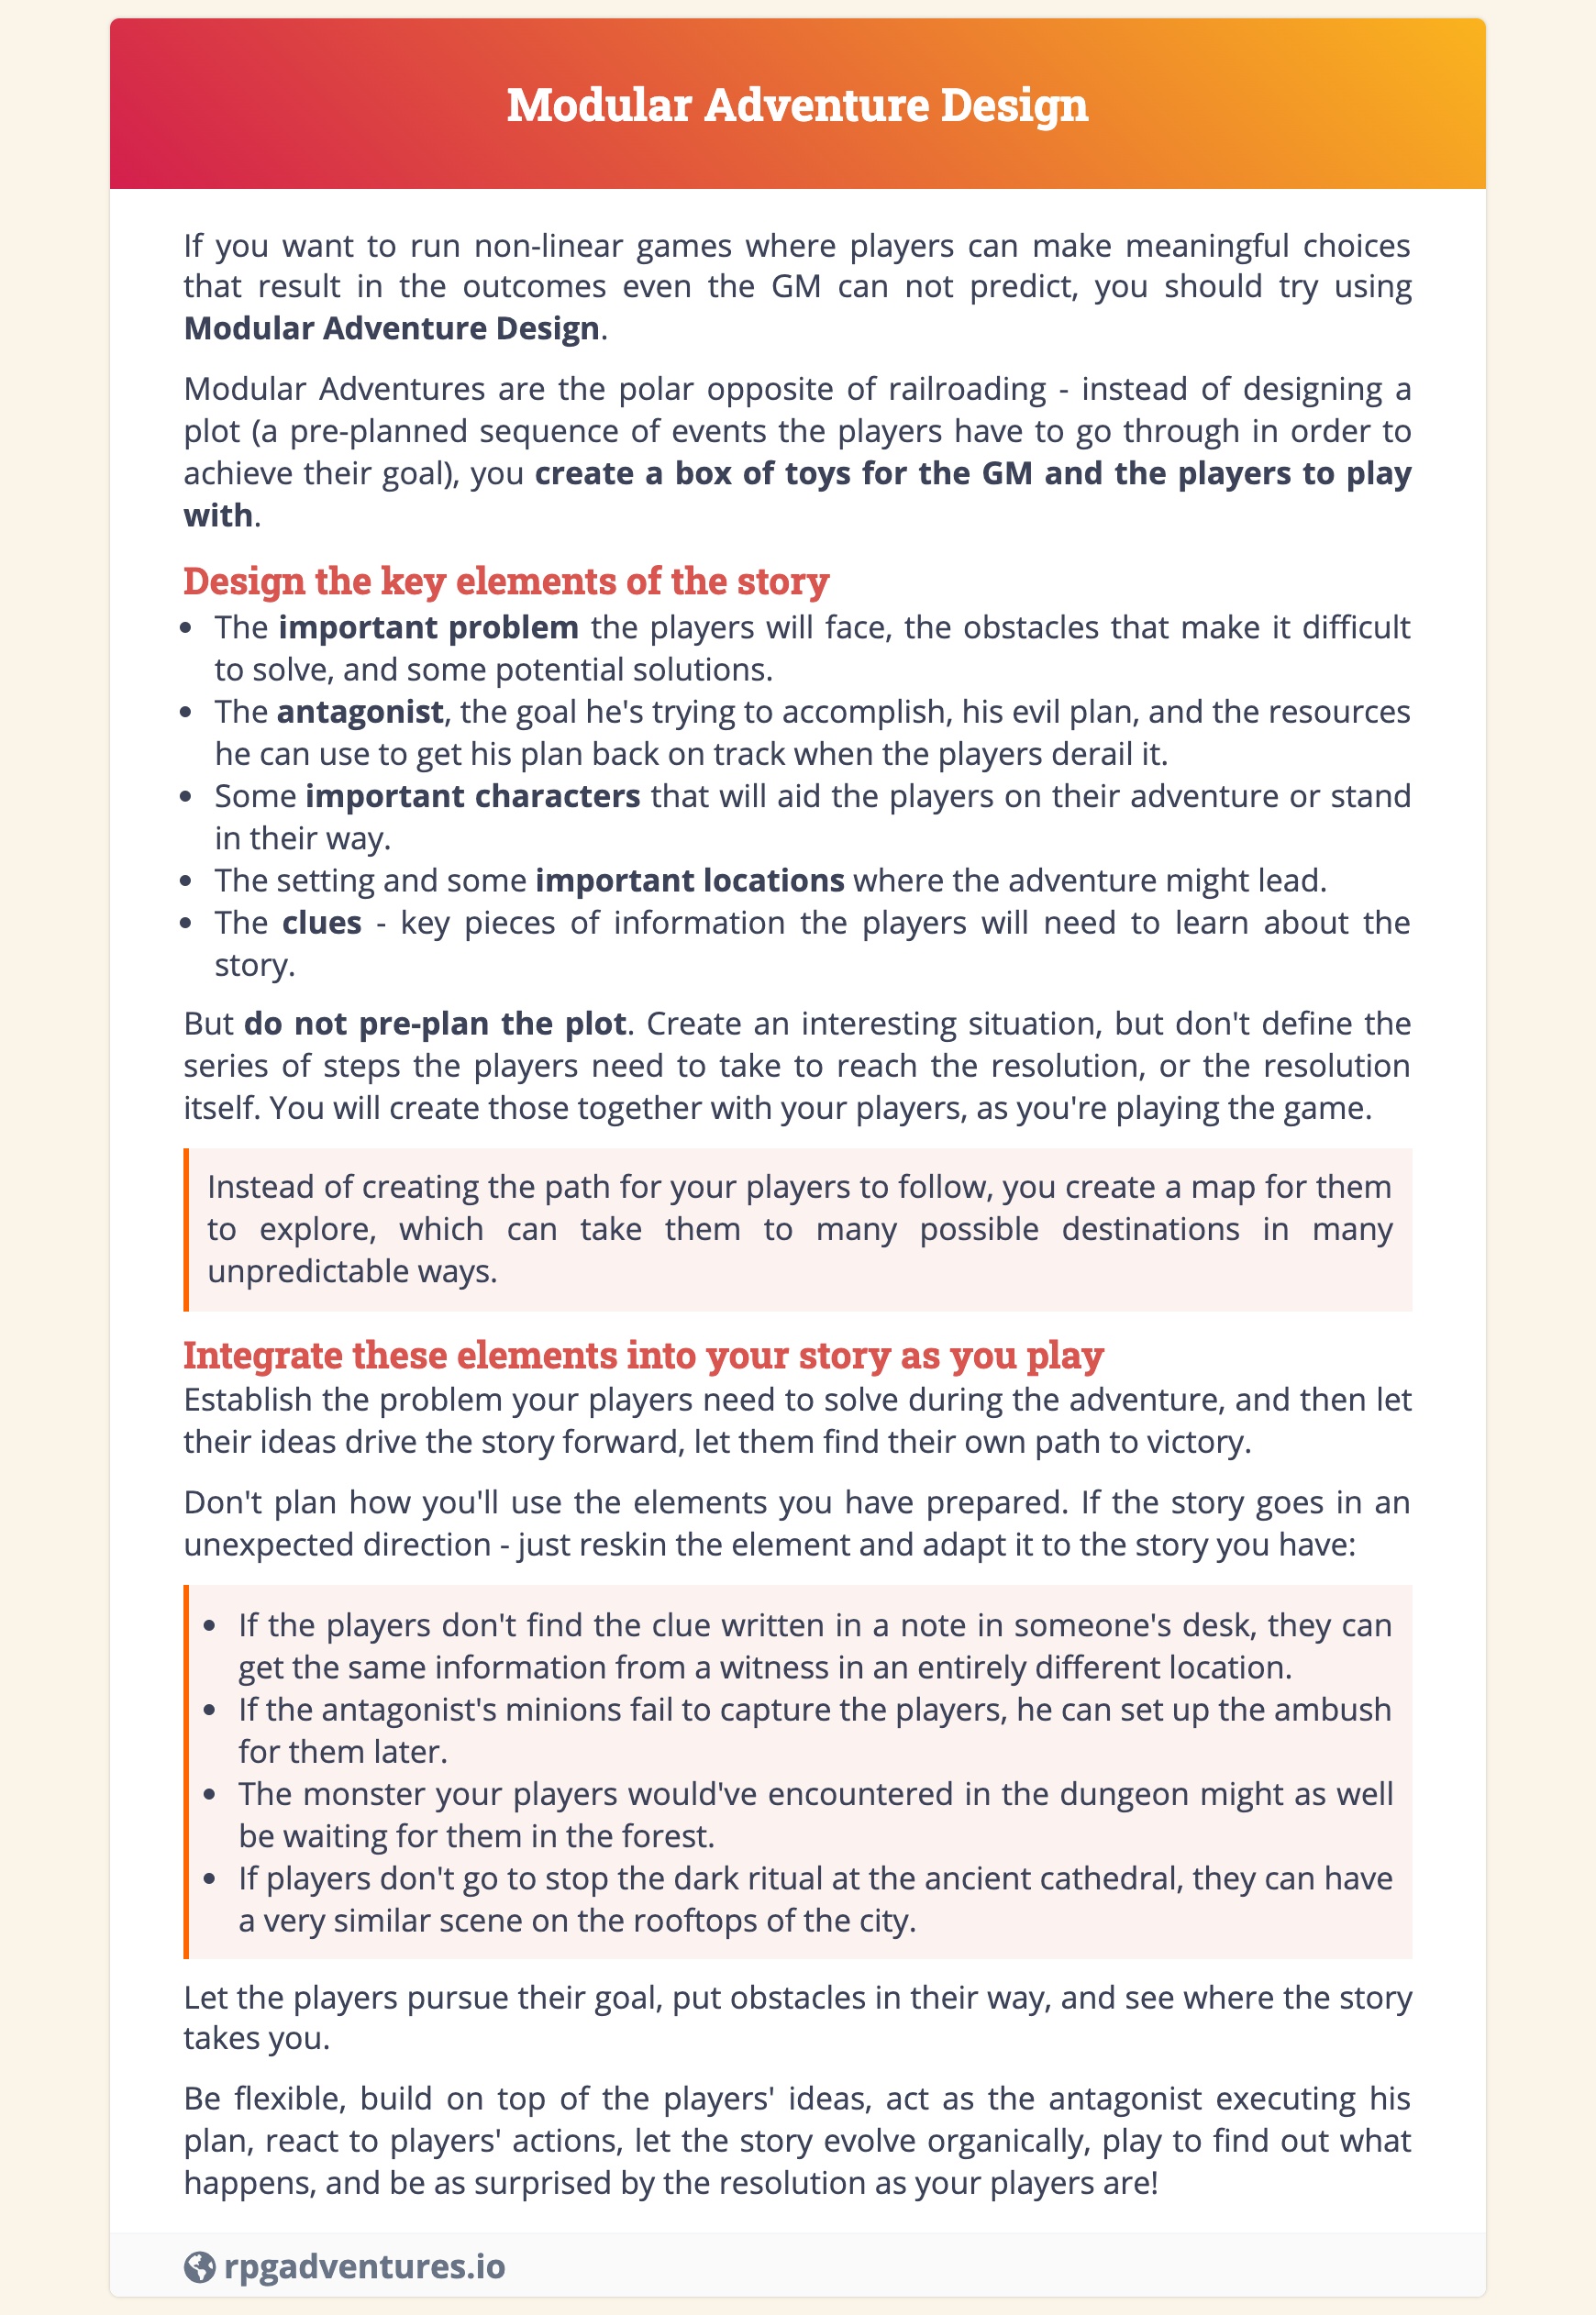 Modular Adventure Design
If you want to run non-linear games where players can make meaningful choices
that result in the outcomes even the GM can not predict, you should try using
Modular Adventure Design.
Modular Adventures are the polar opposite of railroading - instead of designing a
plot (a pre-planned sequence of events the players have to go through in order to
achieve their goal), you create a box of toys for the GM and the players to play
with.
Design the key elements of the story
• The important problem the players will face, the obstacles that make it difficult
to solve, and some potential solutions.
• The antagonist, the goal he's trying to accomplish, his evil plan, and the resources
he can use to get his plan back on track when the players derail it.
• Some important characters that will aid the players on their adventure or stand
in their way.
• The setting and some important locations where the adventure might lead.
• The clues - key pieces of information the players will need to learn about the
story.
But do not pre-plan the plot. Create an interesting situation, but don't define the
series of steps the players need to take to reach the resolution, or the resolution
itself. You will create those together with your players, as you're playing the game.
Instead of creating the path for your players to follow, you create a map for them
to explore, which can take them to many possible destinations in many
unpredictable ways.
Integrate these elements into your story as you play
Establish the problem your players need to solve during the adventure, and then let
their ideas drive the story forward, let them find their own path to victory.
Don't plan how you'll use the elements you have prepared. If the story goes in an
unexpected direction - just reskin the element and adapt it to the story you have:
• If the players don't find the clue written in a note in someone's desk, they can
get the same information from a witness in an entirely different location.
• If the antagonist's minions fail to capture the players, he can set up the ambush
for them later.
• The monster your players would've encountered in the dungeon might as well
be waiting for them in the forest.
• If players don't go to stop the dark ritual at the ancient cathedral, they can have
a very similar scene on the rooftops of the city.
Let the players pursue their goal, put obstacles in their way, and see where the story
takes you.
Be flexible, build on top of the players' ideas, act as the antagonist executing his
plan, react to players' actions, let the story evolve organically, play to find out what
happens, and be as surprised by the resolution as your players are!
rpgadventures.io